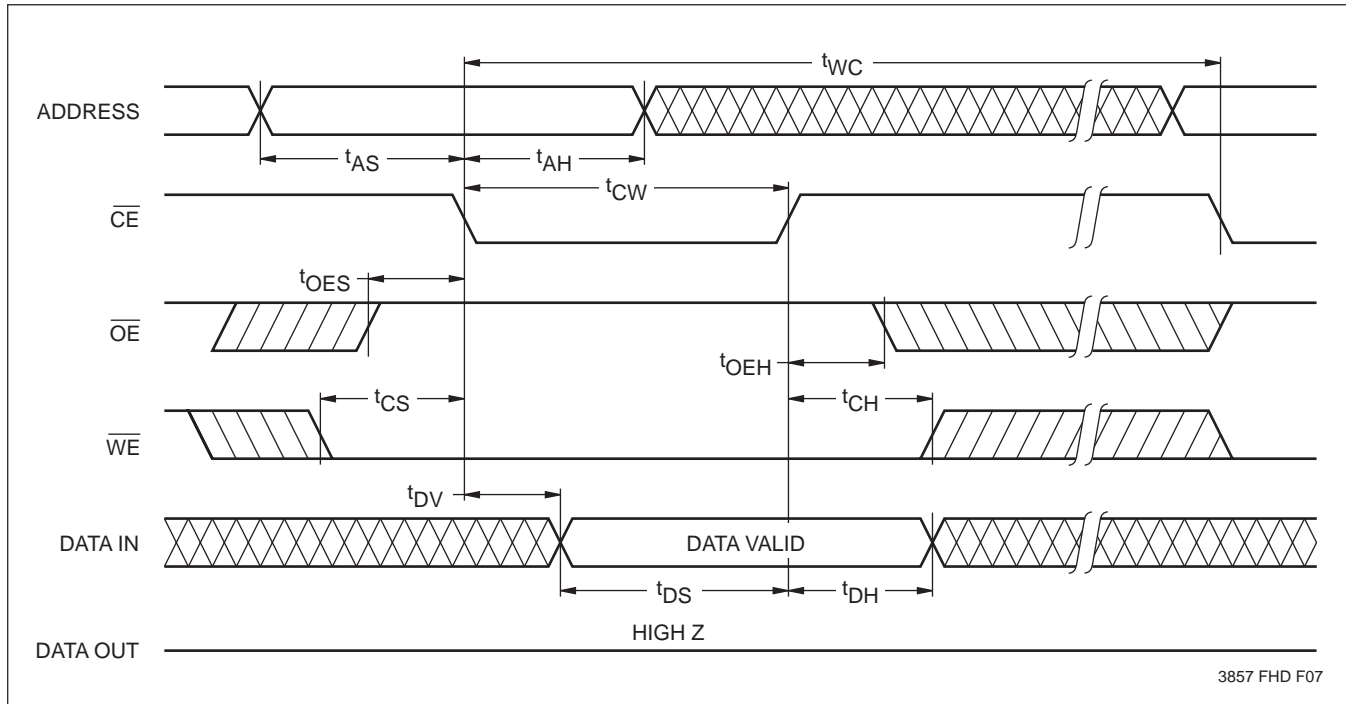 tWC
ADDRESS
tAS
tAH
tCW
CE
tOES
OE
tOEH
tCS
tCH
WE
tDV
DATA IN
DATA VALID
tDS
tDH
HIGH Z
DATA OUT
3857 FHD F07